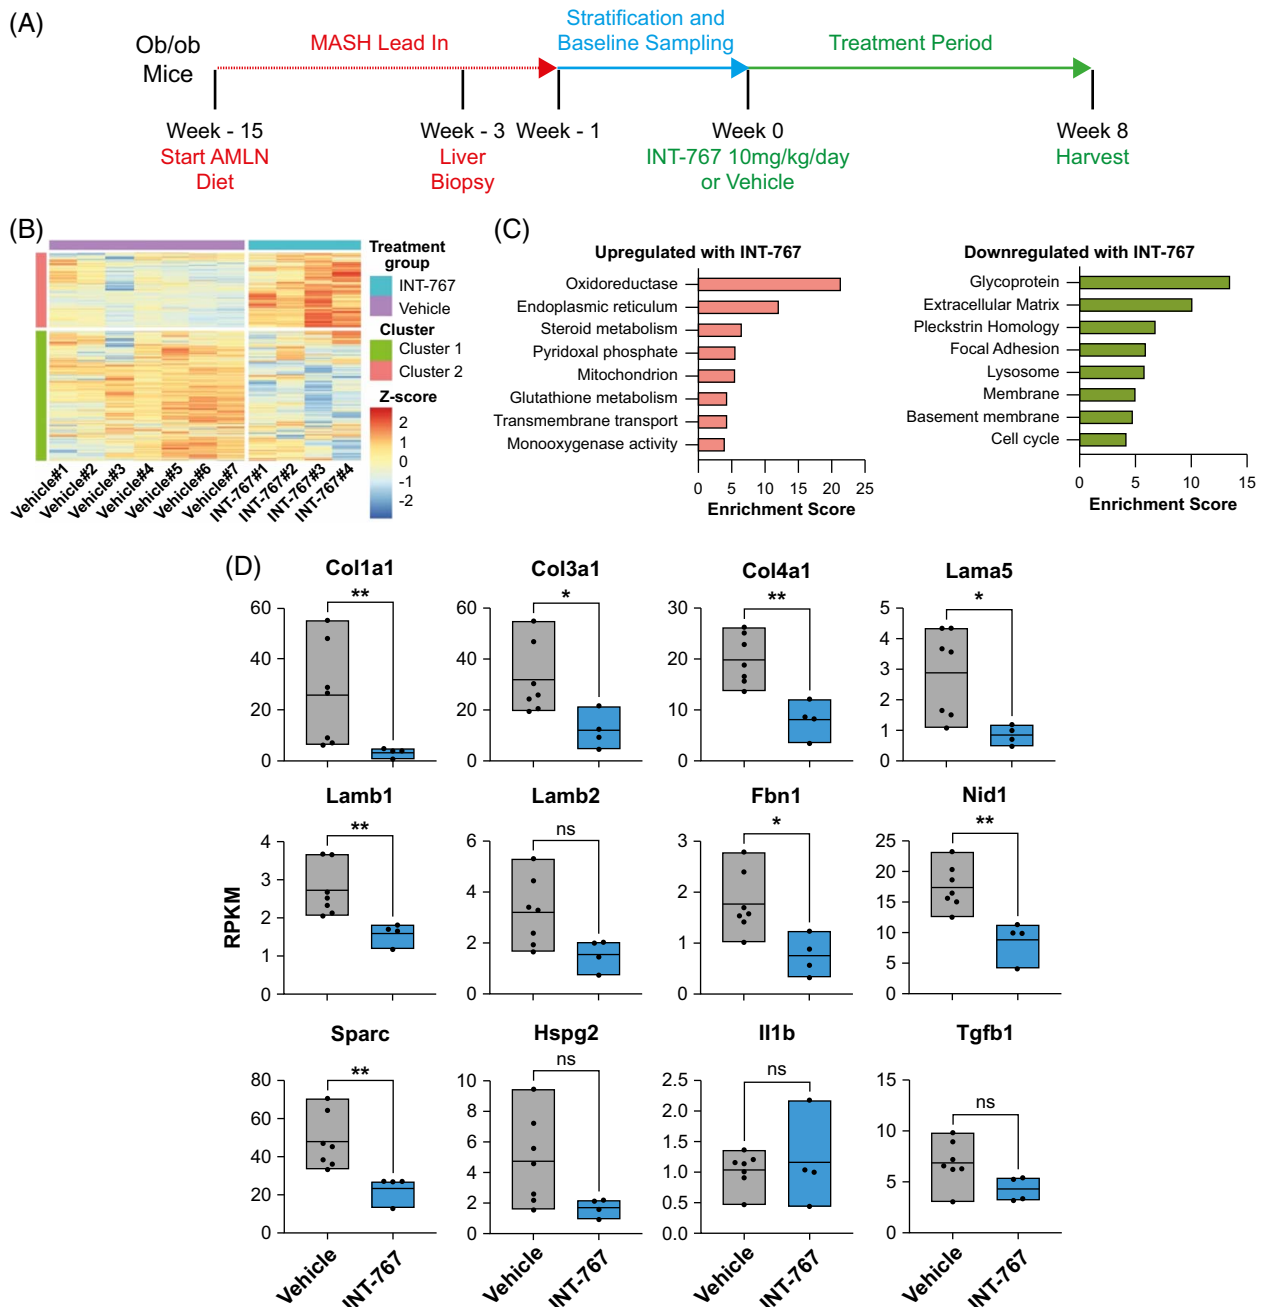 (A)
Ob/ob
Mice
MASH Lead In
Stratification and
Baseline Sampling
Treatment Period
Week - 15
Start AMLN
Diet
Week - 3
Liver
Biopsy
Week - 1
Week 0
INT-767 10mg/kg/day
or Vehicle
Week 8
Harvest
(B)
Treatment
group
INT-767
Vehicle
Cluster
Cluster 1
Cluster 2
Z-score
2
1
0
-1
-2
Vehicle#1
Vehicle#2
Vehicle#3
Vehicle#4
Vehicle#5
Vehicle#6
Vehicle#7
INT-767#1
INT-767#2
INT-767#3
INT-767#4
(C)
Upregulated with INT-767
Oxidoreductase
Endoplasmic reticulum
Steroid metabolism
Pyridoxal phosphate
Mitochondrion
Glutathione metabolism
Transmembrane transport
Monooxygenase activity
0 5 10 15 20 25
Enrichment Score
Downregulated with INT-767
Glycoprotein
Extracellular Matrix
Pleckstrin Homology
Focal Adhesion
Lysosome
Membrane
Basement membrane
Cell cycle
0 5 10 15
Enrichment Score
(D)
RPKM
Col1a1
**
60
40
20
0
Col3a1
*
60
40
20
0
Col4a1
**
30
20
10
0
Lama5
*
5
4
3
2
1
0
Lamb1
**
4
3
2
1
0
Lamb2
ns
6
4
2
0
Fbn1
*
3
2
1
0
Nid1
**
25
20
15
10
5
0
Sparc
**
80
60
40
20
0
Vehicle
INT-767
Hspg2
ns
10
8
6
4
2
0
Vehicle
INT-767
Il1b
ns
2.5
2.0
1.5
1.0
0.5
0.0
Vehicle
INT-767
Tgfb1
ns
15
10
5
0
Vehicle
INT-767